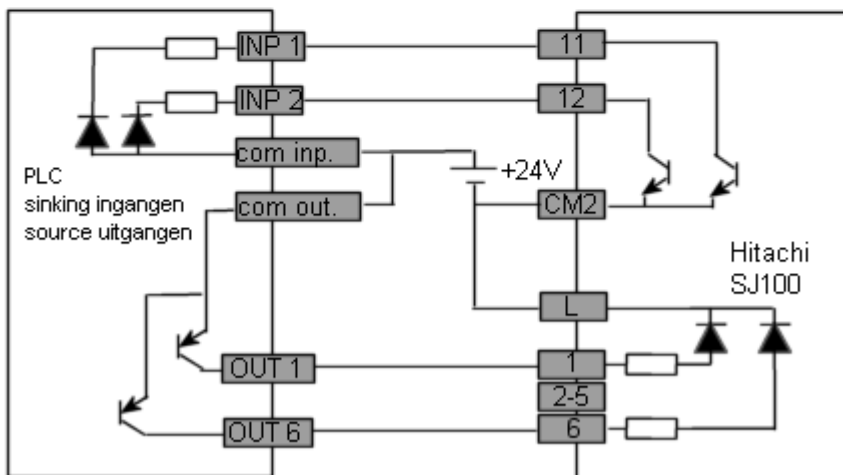 INP 1
11
INP 2
12
com inp.
+24V
PLC
sinking ingangen
source uitgangen
com out.
CM2
Hitachi
SJ100
L
OUT 1
1
2-5
OUT 6
6